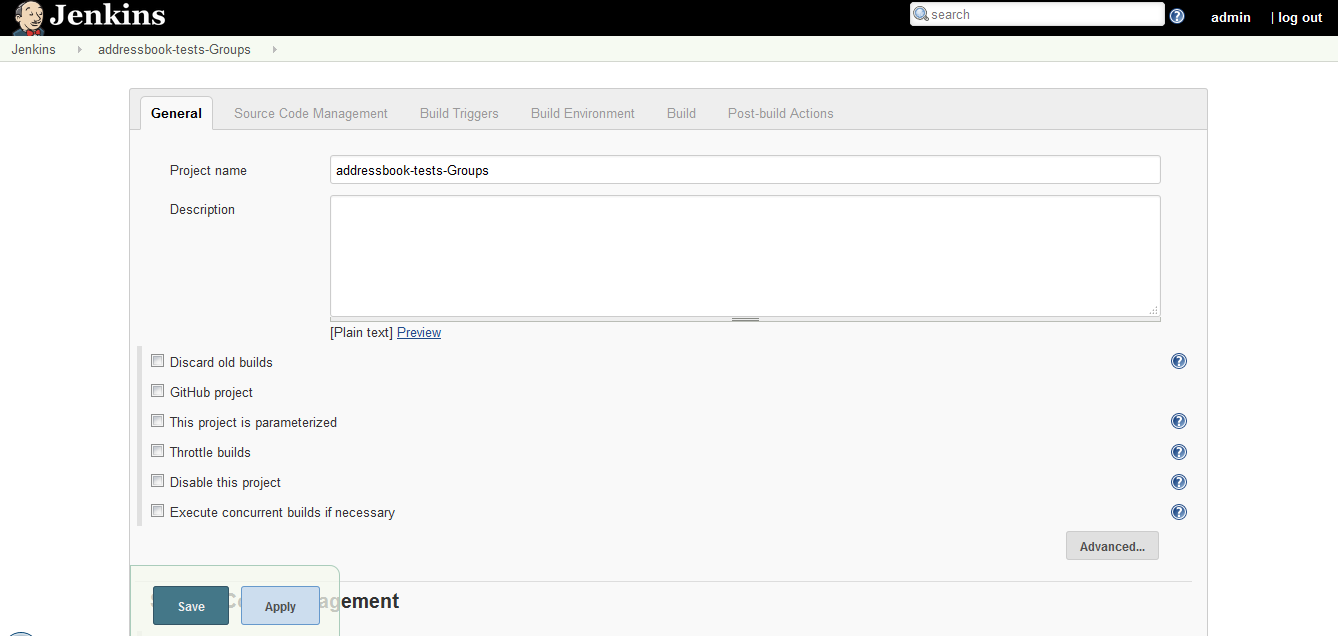 Jenkins
search
admin
| log out
Jenkins
addressbook-tests-Groups
General
Source Code Management
Build Triggers
Build Environment
Build
Post-build Actions
Project name
addressbook-tests-Groups
Description
[Plain text] Preview
Discard old builds
GitHub project
This project is parameterized
Throttle builds
Disable this project
Execute concurrent builds if necessary
Advanced...
Save
Apply
agement